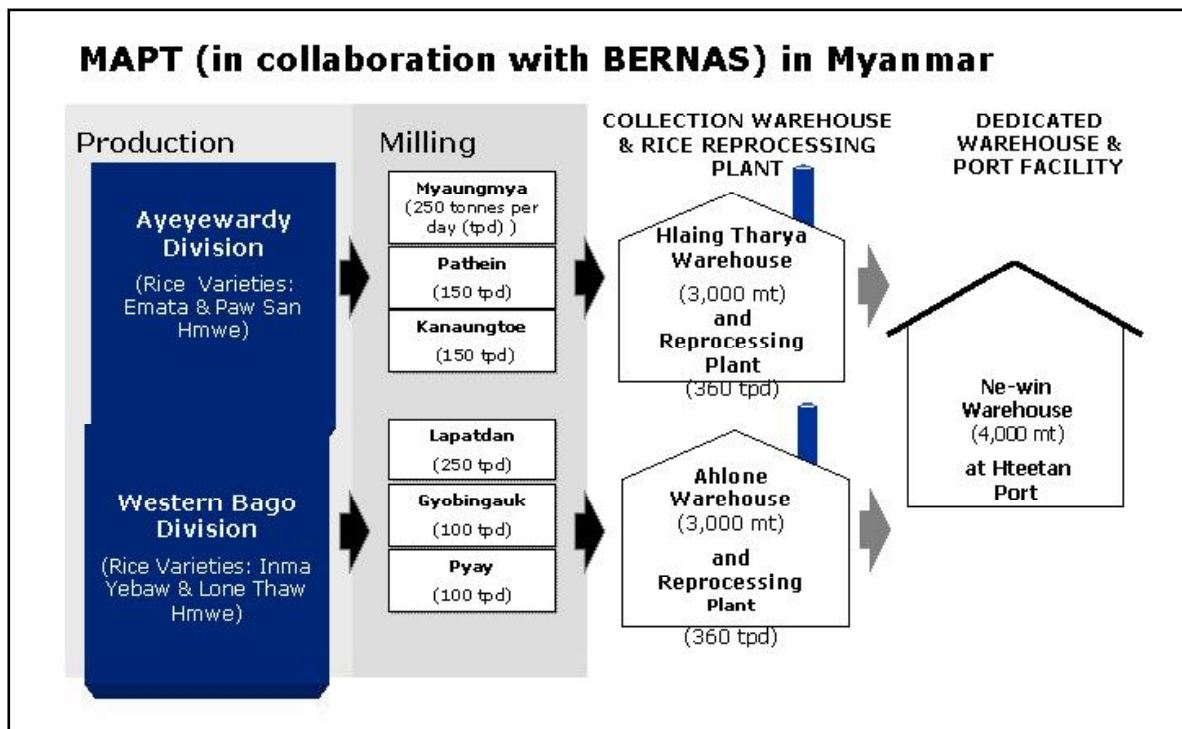 MAPT (in collaboration with BERNAS) in Myanmar
Production
Ayeyewardy
Division
(Rice Varieties:
Emata & Paw San
Hmwe)
Western Bago
Division
(Rice Varieties: Inma
Yebaw & Lone Thaw
Hmwe)
Milling
Myaungmya
(250 tonnes per
day (tpd) )
Pathein
(150 tpd)
Kanaungtoe
(150 tpd)
Lapatdan
(250 tpd)
Gyobingauk
(100 tpd)
Pyay
(100 tpd)
COLLECTION WAREHOUSE
& RICE REPROCESSING
PLANT
Hlaing Tharya
Warehouse
(3,000 mt)
and
Reprocessing
Plant
(360 tpd)
Ahlone
Warehouse
(3,000 mt)
and
Reprocessing
Plant
(360 tpd)
DEDICATED
WAREHOUSE &
PORT FACILITY
Ne-win
Warehouse
(4,000 mt)
at Hteetan
Port